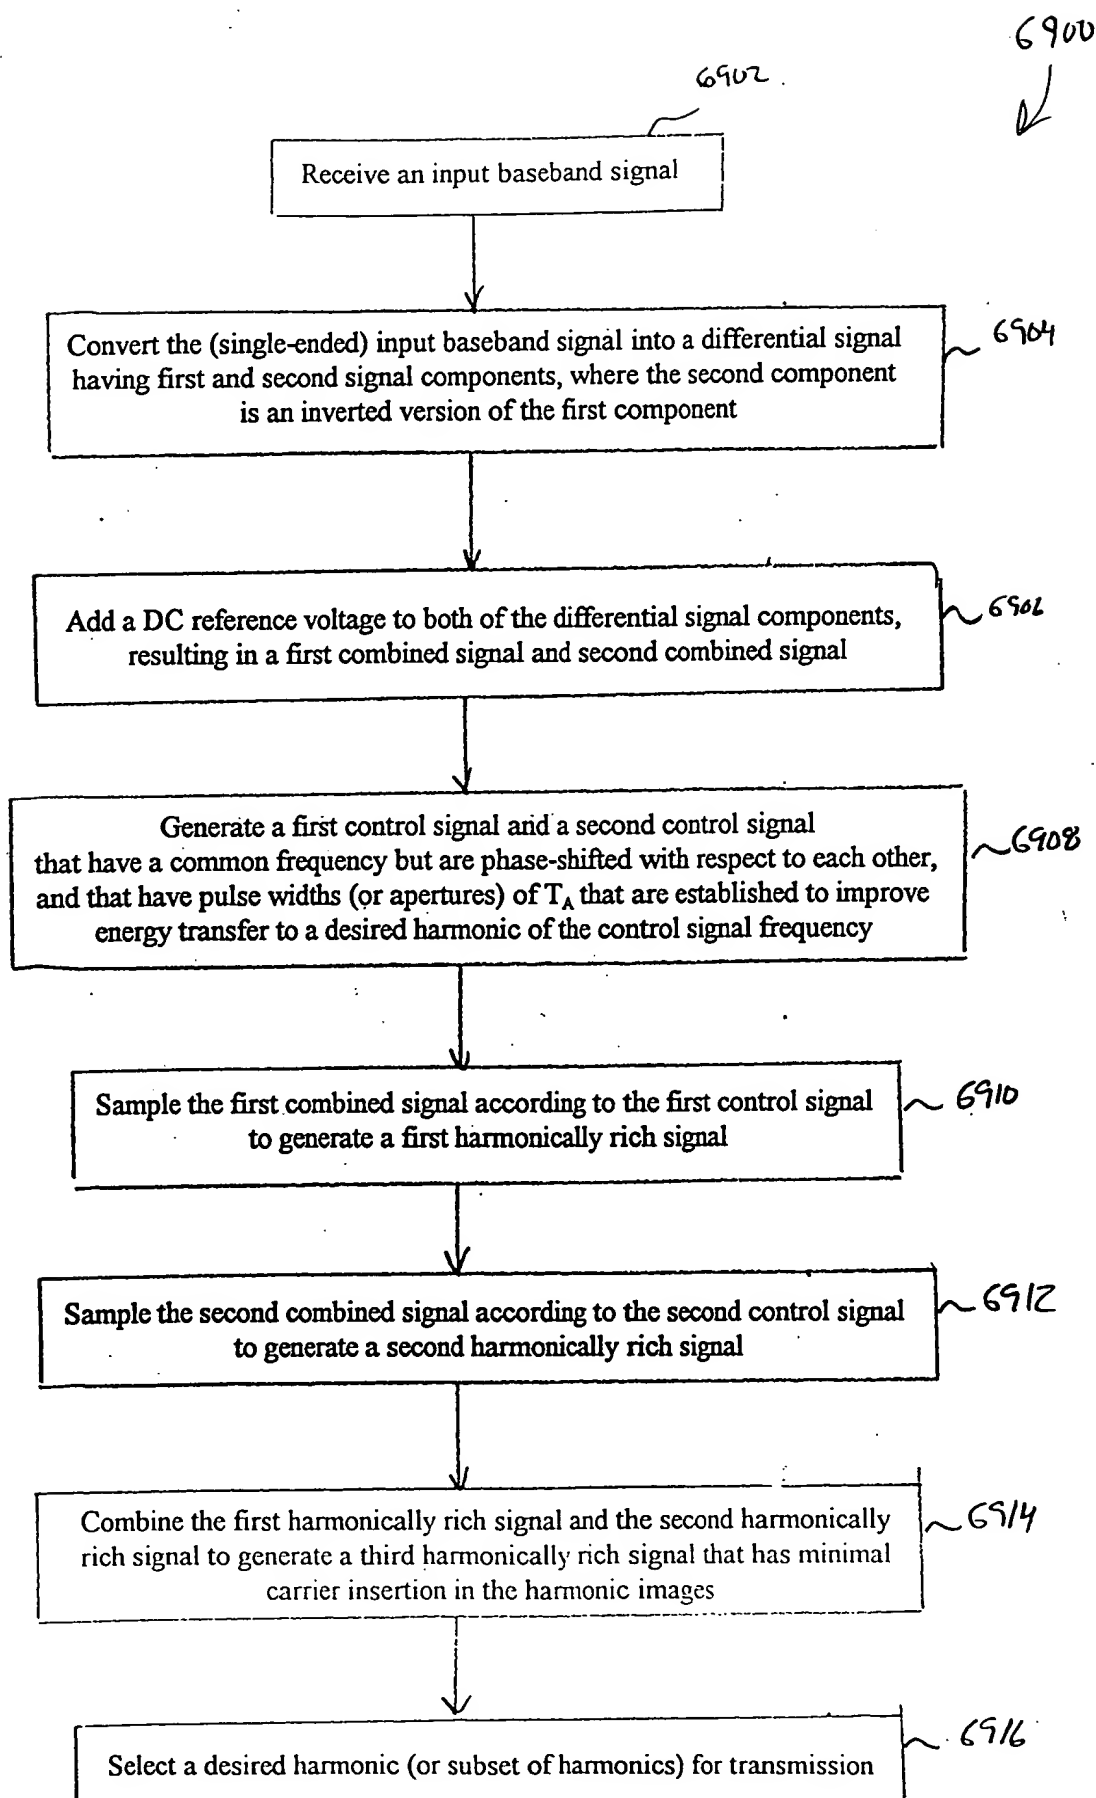 6900
6902
Receive an input baseband signal
Convert the (single-ended) input baseband signal into a differential signal
having first and second signal components, where the second component
is an inverted version of the first component
6904
Add a DC reference voltage to both of the differential signal components,
resulting in a first combined signal and second combined signal
6906
Generate a first control signal and a second control signal
that have a common frequency but are phase-shifted with respect to each other,
and that have pulse widths (or apertures) of T_A that are established to improve
energy transfer to a desired harmonic of the control signal frequency
6908
Sample the first combined signal according to the first control signal
to generate a first harmonically rich signal
6910
Sample the second combined signal according to the second control signal
to generate a second harmonically rich signal
6912
Combine the first harmonically rich signal and the second harmonically
rich signal to generate a third harmonically rich signal that has minimal
carrier insertion in the harmonic images
6914
Select a desired harmonic (or subset of harmonics) for transmission
6916